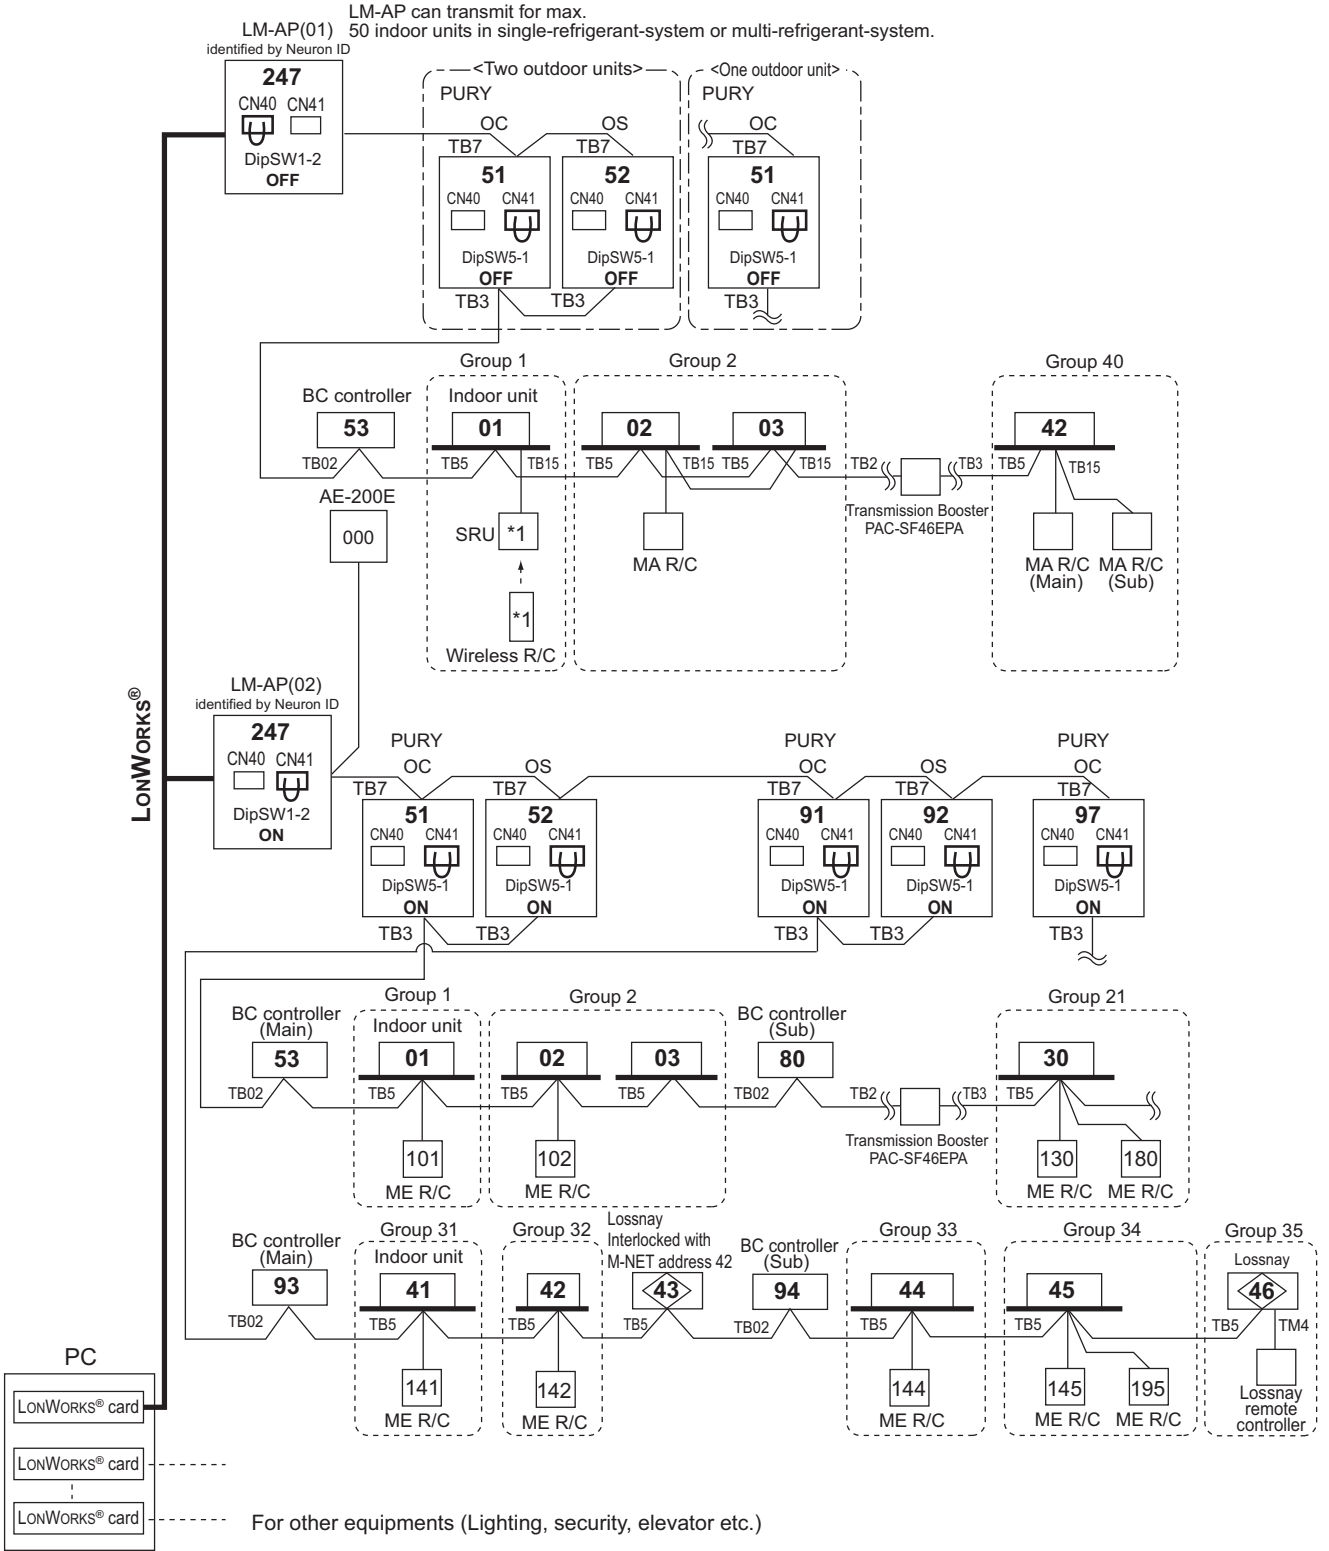 LM-AP can transmit for max.
50 indoor units in single-refrigerant-system or multi-refrigerant-system.
LM-AP(01)
identified by Neuron ID
247
CN40 CN41
DipSW1-2
OFF
<Two outdoor units>
PURY
OC
OS
TB7
TB7
51
CN40 CN41
DipSW5-1
OFF
52
CN40 CN41
DipSW5-1
OFF
TB3
TB3
<One outdoor unit>
PURY
OC
TB7
51
CN40 CN41
DipSW5-1
OFF
TB3
BC controller
53
TB02
Group 1
Indoor unit
01
TB5
TB15
SRU
*1
*1
Wireless R/C
Group 2
02
03
TB5
TB15
TB5
TB15
MA R/C
TB2
TB3
Transmission Booster
PAC-SF46EPA
Group 40
42
TB5
TB15
MA R/C
(Main)
MA R/C
(Sub)
AE-200E
000
LONWORKS®
LM-AP(02)
identified by Neuron ID
247
CN40 CN41
DipSW1-2
ON
PURY
OC
OS
TB7
TB7
51
CN40 CN41
DipSW5-1
ON
52
CN40 CN41
DipSW5-1
ON
TB3
TB3
PURY
OC
OS
TB7
TB7
91
CN40 CN41
DipSW5-1
ON
92
CN40 CN41
DipSW5-1
ON
TB3
TB3
PURY
OC
TB7
97
CN40 CN41
DipSW5-1
ON
TB3
BC controller
(Main)
53
TB02
Group 1
Indoor unit
01
TB5
101
ME R/C
Group 2
02
03
TB5
TB5
102
ME R/C
BC controller
(Sub)
80
TB02
TB2
TB3
Transmission Booster
PAC-SF46EPA
Group 21
30
TB5
130
180
ME R/C
ME R/C
BC controller
(Main)
93
TB02
Group 31
Indoor unit
41
TB5
141
ME R/C
Group 32
42
TB5
142
ME R/C
Lossnay
Interlocked with
M-NET address 42
43
TB5
BC controller
(Sub)
94
TB02
Group 33
44
TB5
144
ME R/C
Group 34
45
TB5
145
195
ME R/C
ME R/C
Group 35
Lossnay
46
TB5
TM4
Lossnay
remote
controller
PC
LONWORKS® card
LONWORKS® card
LONWORKS® card
For other equipments (Lighting, security, elevator etc.)